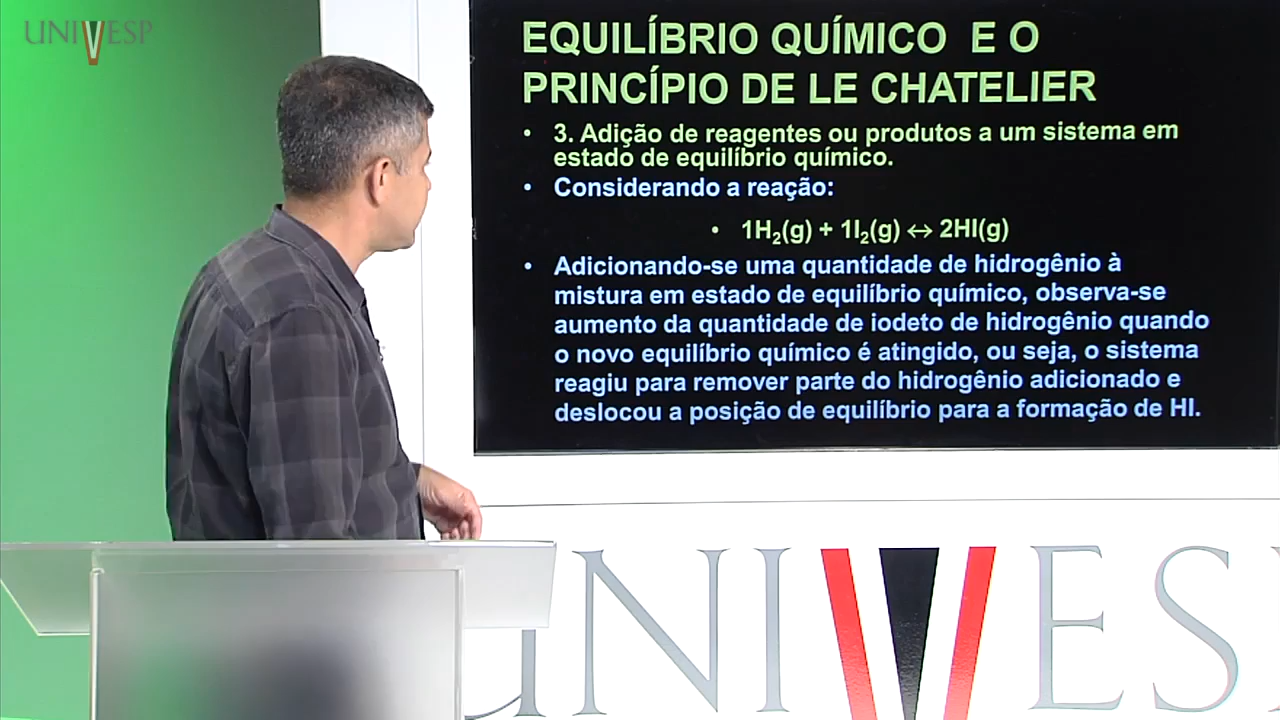 UNIVESP
EQUILÍBRIO QUÍMICO E O
PRINCÍPIO DE LE CHATELIER
• 3. Adição de reagentes ou produtos a um sistema em
estado de equilíbrio químico.
• Considerando a reação:
• 1H₂(g) + 1I₂(g) ↔ 2HI(g)
• Adicionando-se uma quantidade de hidrogênio à
mistura em estado de equilíbrio químico, observa-se
aumento da quantidade de iodeto de hidrogênio quando
o novo equilíbrio químico é atingido, ou seja, o sistema
reagiu para remover parte do hidrogênio adicionado e
deslocou a posição de equilíbrio para a formação de HI.
UNIVESP